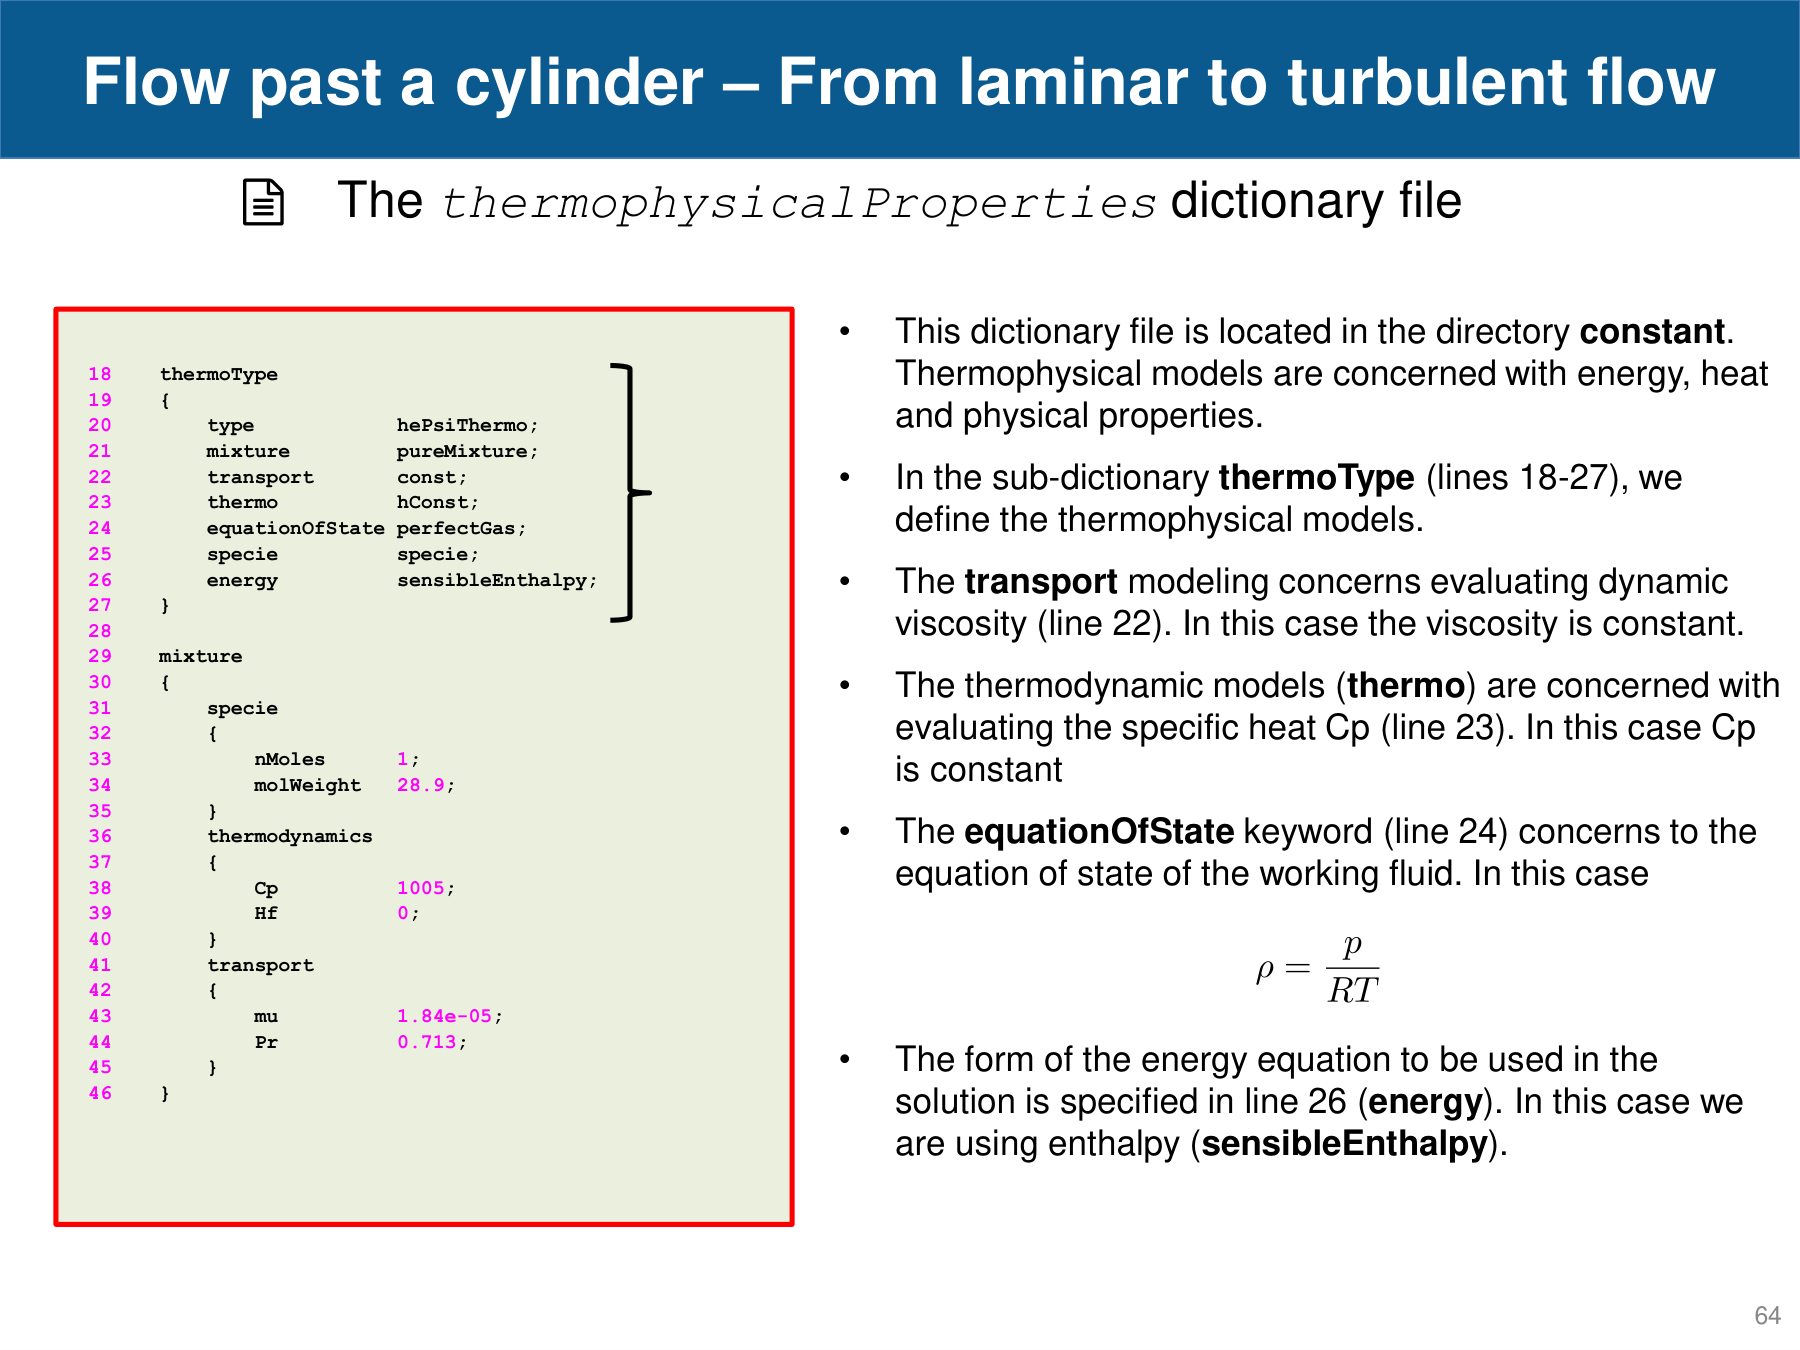 Flow past a cylinder – From laminar to turbulent flow
The thermophysicalProperties dictionary file
18    thermoType
19    {
20        type            hePsiThermo;
21        mixture         pureMixture;
22        transport       const;
23        thermo          hConst;
24        equationOfState perfectGas;
25        specie          specie;
26        energy          sensibleEnthalpy;
27    }
28
29    mixture
30    {
31        specie
32        {
33            nMoles      1;
34            molWeight   28.9;
35        }
36        thermodynamics
37        {
38            Cp          1005;
39            Hf          0;
40        }
41        transport
42        {
43            mu          1.84e-05;
44            Pr          0.713;
45        }
46    }
• This dictionary file is located in the directory constant.
Thermophysical models are concerned with energy, heat
and physical properties.
• In the sub-dictionary thermoType (lines 18-27), we
define the thermophysical models.
• The transport modeling concerns evaluating dynamic
viscosity (line 22). In this case the viscosity is constant.
• The thermodynamic models (thermo) are concerned with
evaluating the specific heat Cp (line 23). In this case Cp
is constant
• The equationOfState keyword (line 24) concerns to the
equation of state of the working fluid. In this case
ρ = p / RT
• The form of the energy equation to be used in the
solution is specified in line 26 (energy). In this case we
are using enthalpy (sensibleEnthalpy).
64